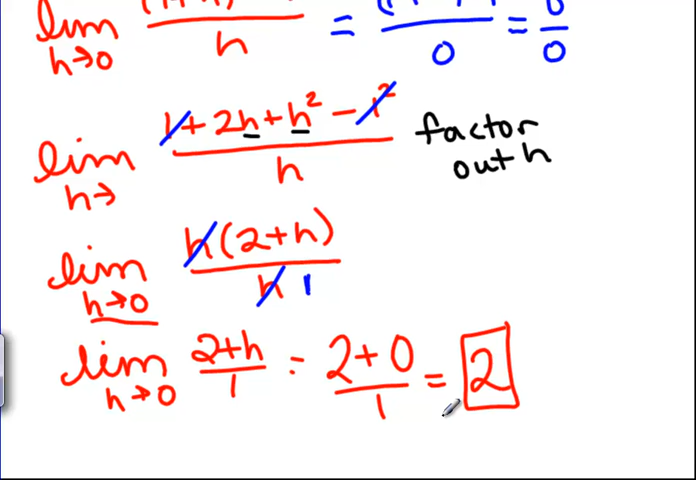 lim h→0 /h = /0 = 0/0
lim h→ (1 + 2h + h² − 1²)/h factor out h
lim h→0 h(2+h)/h 1
lim h→0 (2+h)/1 = (2+0)/1 = 2